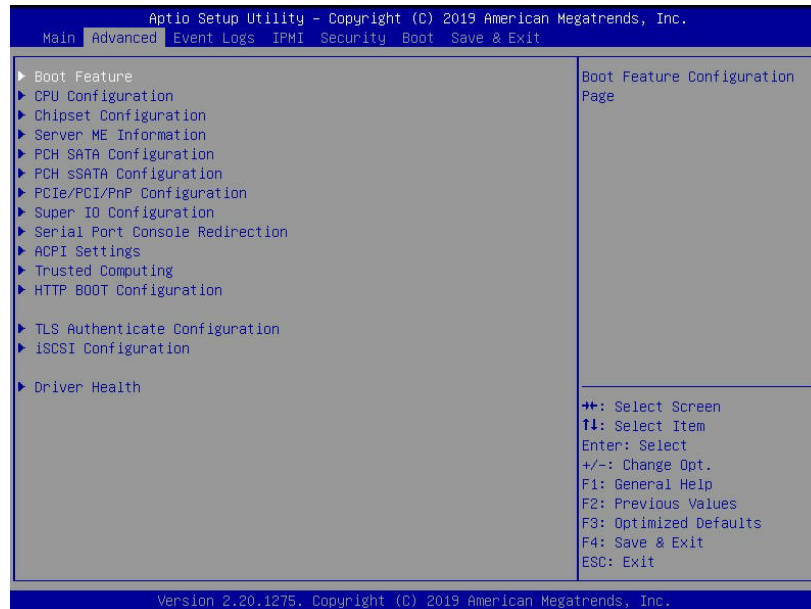 Aptio Setup Utility – Copyright (C) 2019 American Megatrends, Inc.
Main Advanced Event Logs IPMI Security Boot Save & Exit
Boot Feature
CPU Configuration
Chipset Configuration
Server ME Information
PCH SATA Configuration
PCH sSATA Configuration
PCIe/PCI/PnP Configuration
Super IO Configuration
Serial Port Console Redirection
ACPI Settings
Trusted Computing
HTTP BOOT Configuration
TLS Authenticate Configuration
iSCSI Configuration
Driver Health
Boot Feature Configuration
Page
→←: Select Screen
↑↓: Select Item
Enter: Select
+/-: Change Opt.
F1: General Help
F2: Previous Values
F3: Optimized Defaults
F4: Save & Exit
ESC: Exit
Version 2.20.1275. Copyright (C) 2019 American Megatrends, Inc.